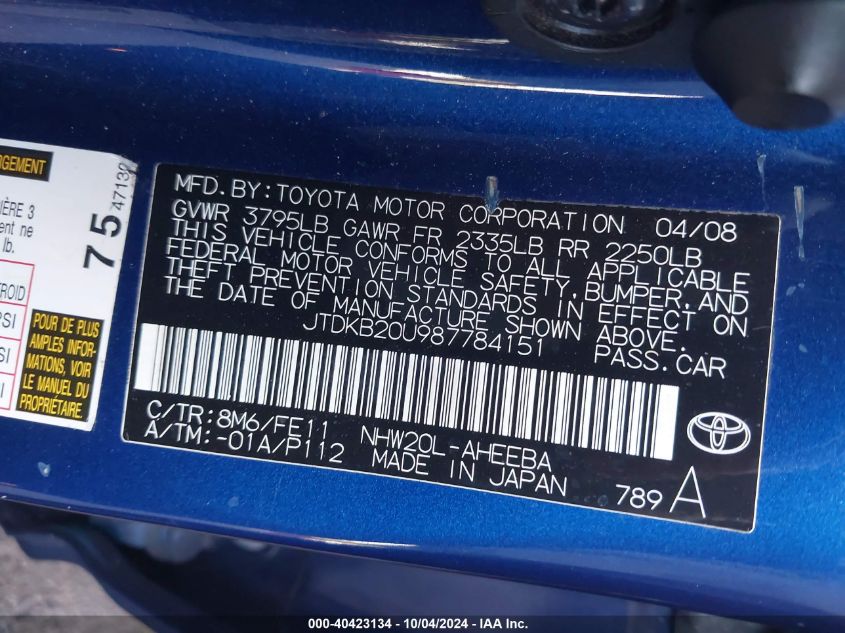 MFD. BY: TOYOTA MOTOR CORPORATION 04/08
GVWR 3795LB GAWR FR 2335LB RR 2250LB
THIS VEHICLE CONFORMS TO ALL APPLICABLE
FEDERAL MOTOR VEHICLE SAFETY, BUMPER, AND
THEFT PREVENTION STANDARDS IN EFFECT ON
THE DATE OF MANUFACTURE SHOWN ABOVE.
JTDKB20U987784151 PASS. CAR
C/TR: 8M6/FE11 NHW20L-AHEEBA
A/TM: -01A/P112 MADE IN JAPAN
789 A
TOYOTA
75
IÈRE 3
ent ne
lb.
PSI
POUR DE PLUS
AMPLES INFOR-
MATIONS, VOIR
LE MANUEL DU
PROPRIÉTAIRE.
000-40423134 - 10/04/2024 - IAA Inc.